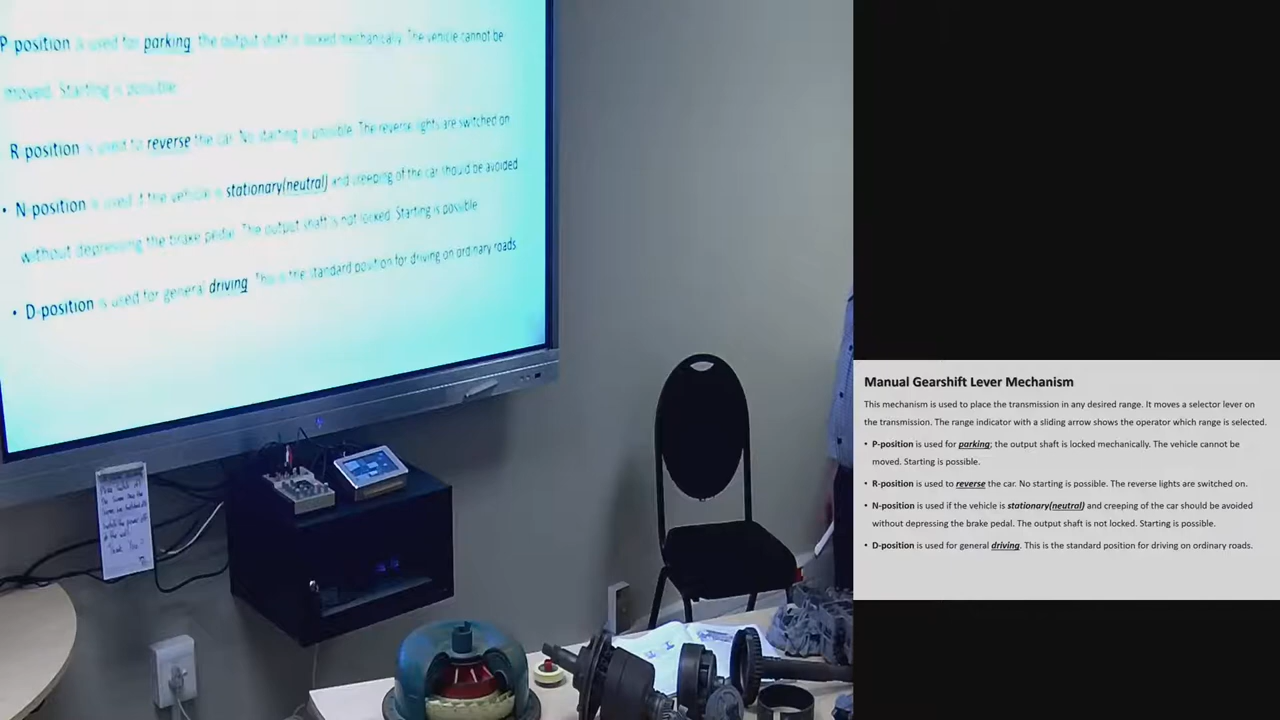 P-position is used for parking, the output shaft is locked mechanically. The vehicle cannot be
moved. Starting is possible.
R position is used to reverse the car. No starting is possible. The reverse lights are switched on
• N-position is used if the vehicle is stationary(neutral) and creeping of the car should be avoided
without depressing the brake pedal. The output shaft is not locked. Starting is possible
• D-position is used for general driving. This is the standard position for driving on ordinary roads
Thank You
Manual Gearshift Lever Mechanism
This mechanism is used to place the transmission in any desired range. It moves a selector lever on
the transmission. The range indicator with a sliding arrow shows the operator which range is selected.
• P-position is used for parking; the output shaft is locked mechanically. The vehicle cannot be
moved. Starting is possible.
• R-position is used to reverse the car. No starting is possible. The reverse lights are switched on.
• N-position is used if the vehicle is stationary(neutral) and creeping of the car should be avoided
without depressing the brake pedal. The output shaft is not locked. Starting is possible.
• D-position is used for general driving. This is the standard position for driving on ordinary roads.